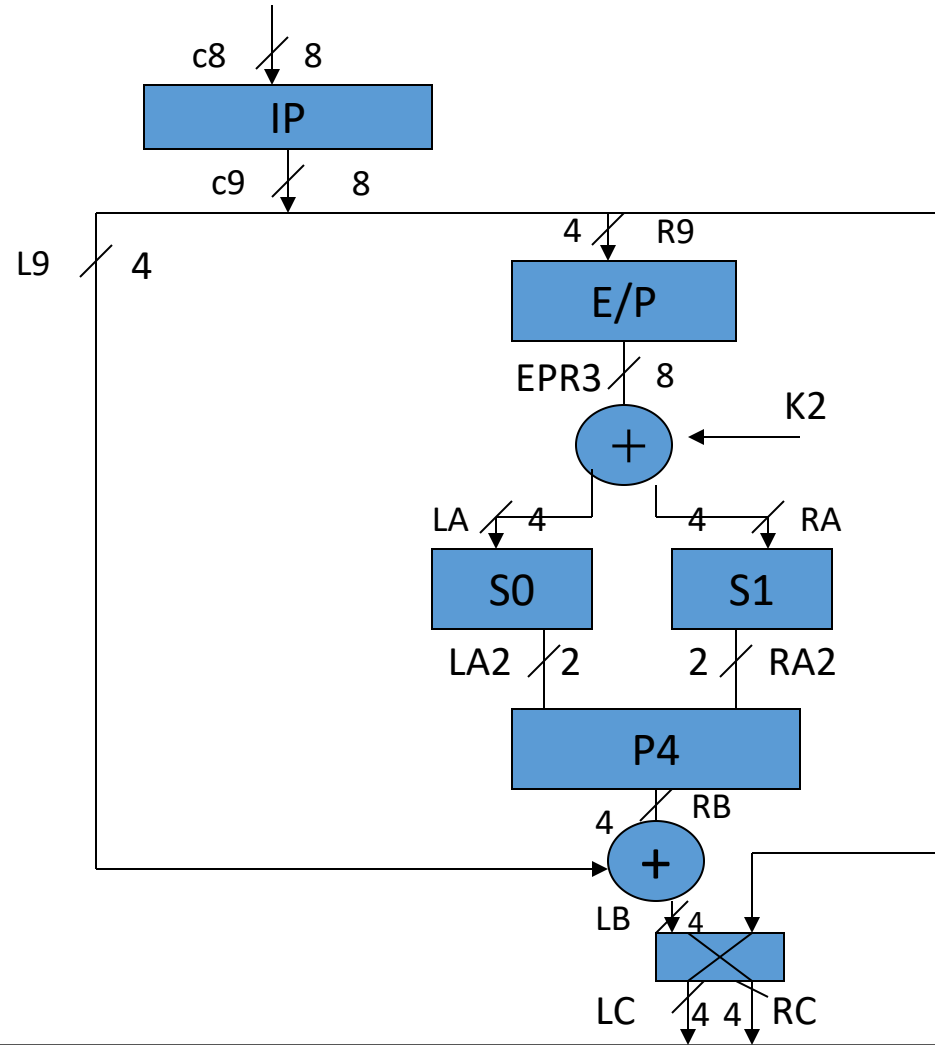 c8 8
IP
c9 8
L9 4
4 R9
E/P
EPR3 8
K2
+
LA 4 4 RA
S0 S1
LA2 2 2 RA2
P4
RB
4
+
LB 4
LC 4 4 RC